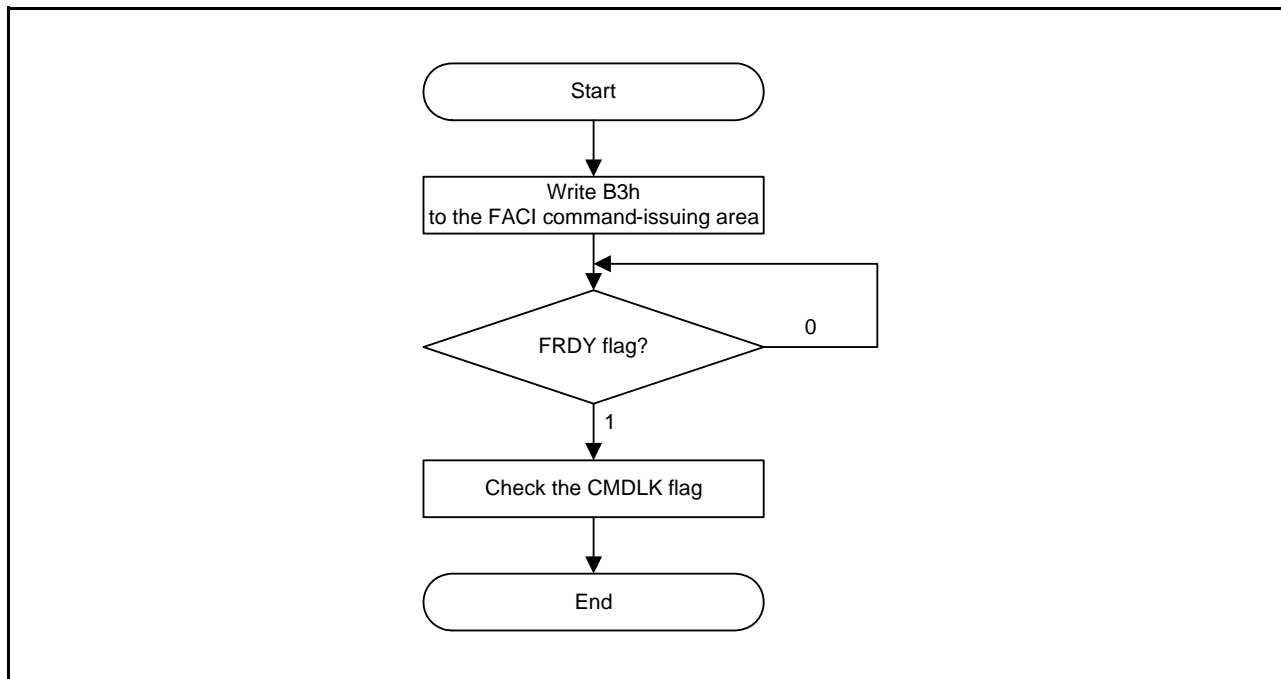 Start
Write B3h
to the FACI command-issuing area
FRDY flag?
0
1
Check the CMDLK flag
End